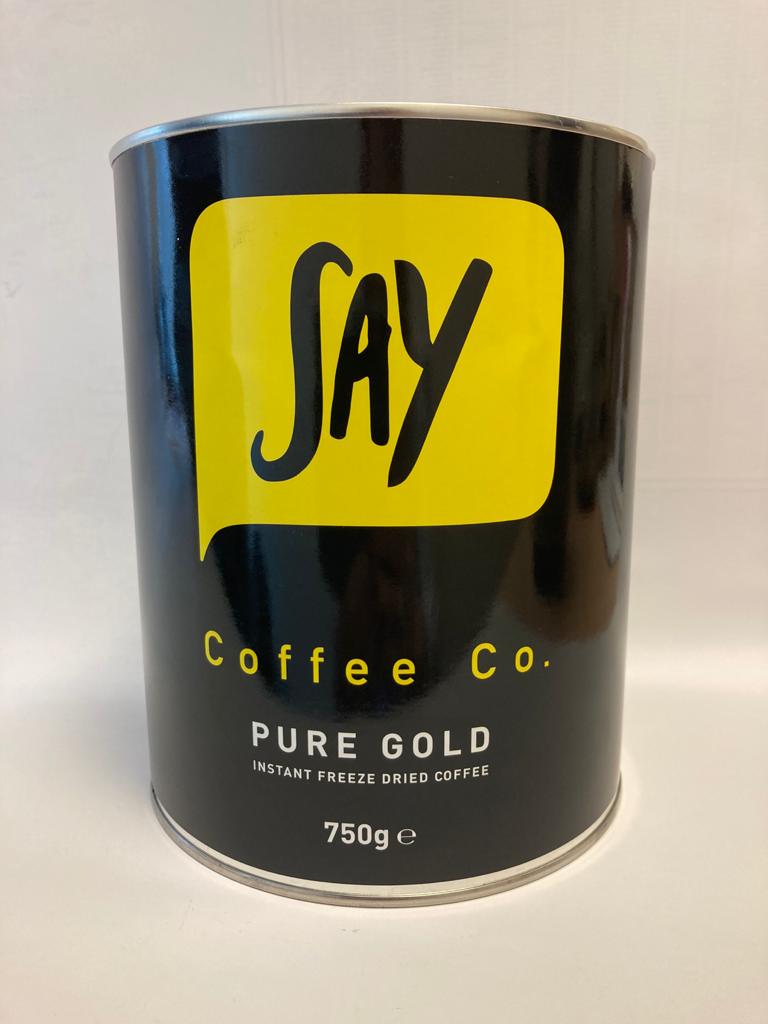 SAY
Coffee Co.
PURE GOLD
INSTANT FREEZE DRIED COFFEE
750g ℮